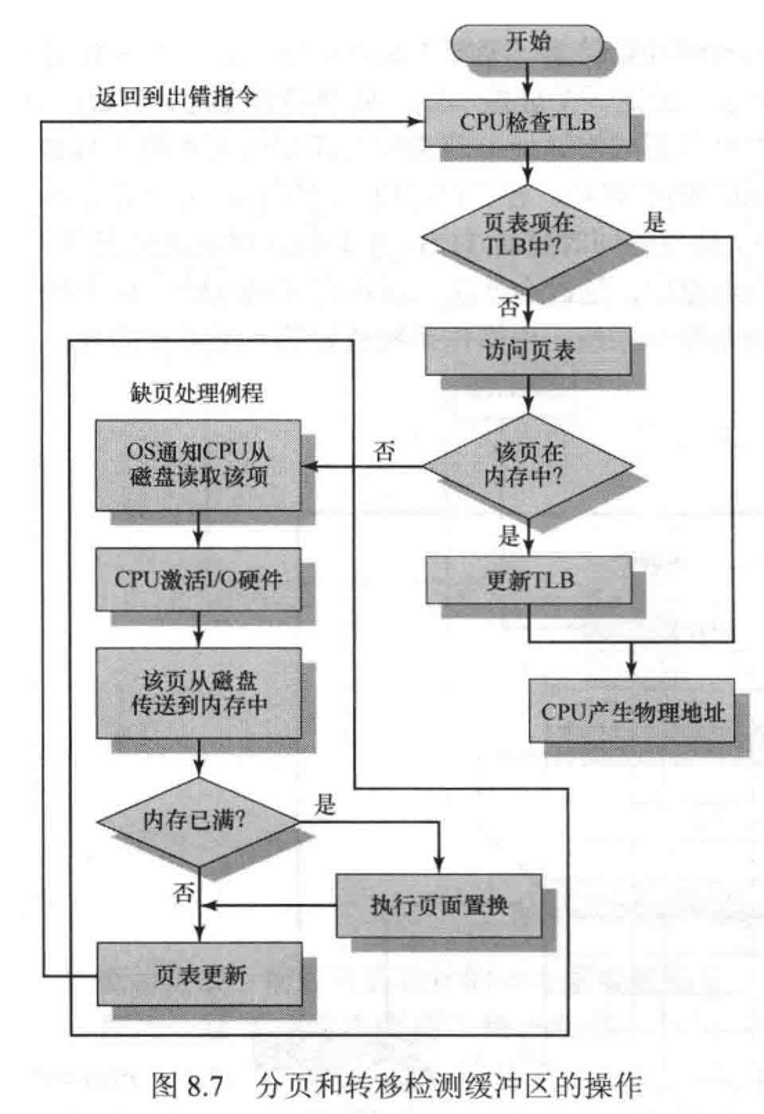 开始
返回到出错指令
CPU检查TLB
页表项在
TLB中?
是
否
访问页表
缺页处理例程
OS通知CPU从
磁盘读取该项
否
该页在
内存中?
是
CPU激活I/O硬件
更新TLB
该页从磁盘
传送到内存中
CPU产生物理地址
内存已满?
是
否
执行页面置换
页表更新
图 8.7 分页和转移检测缓冲区的操作